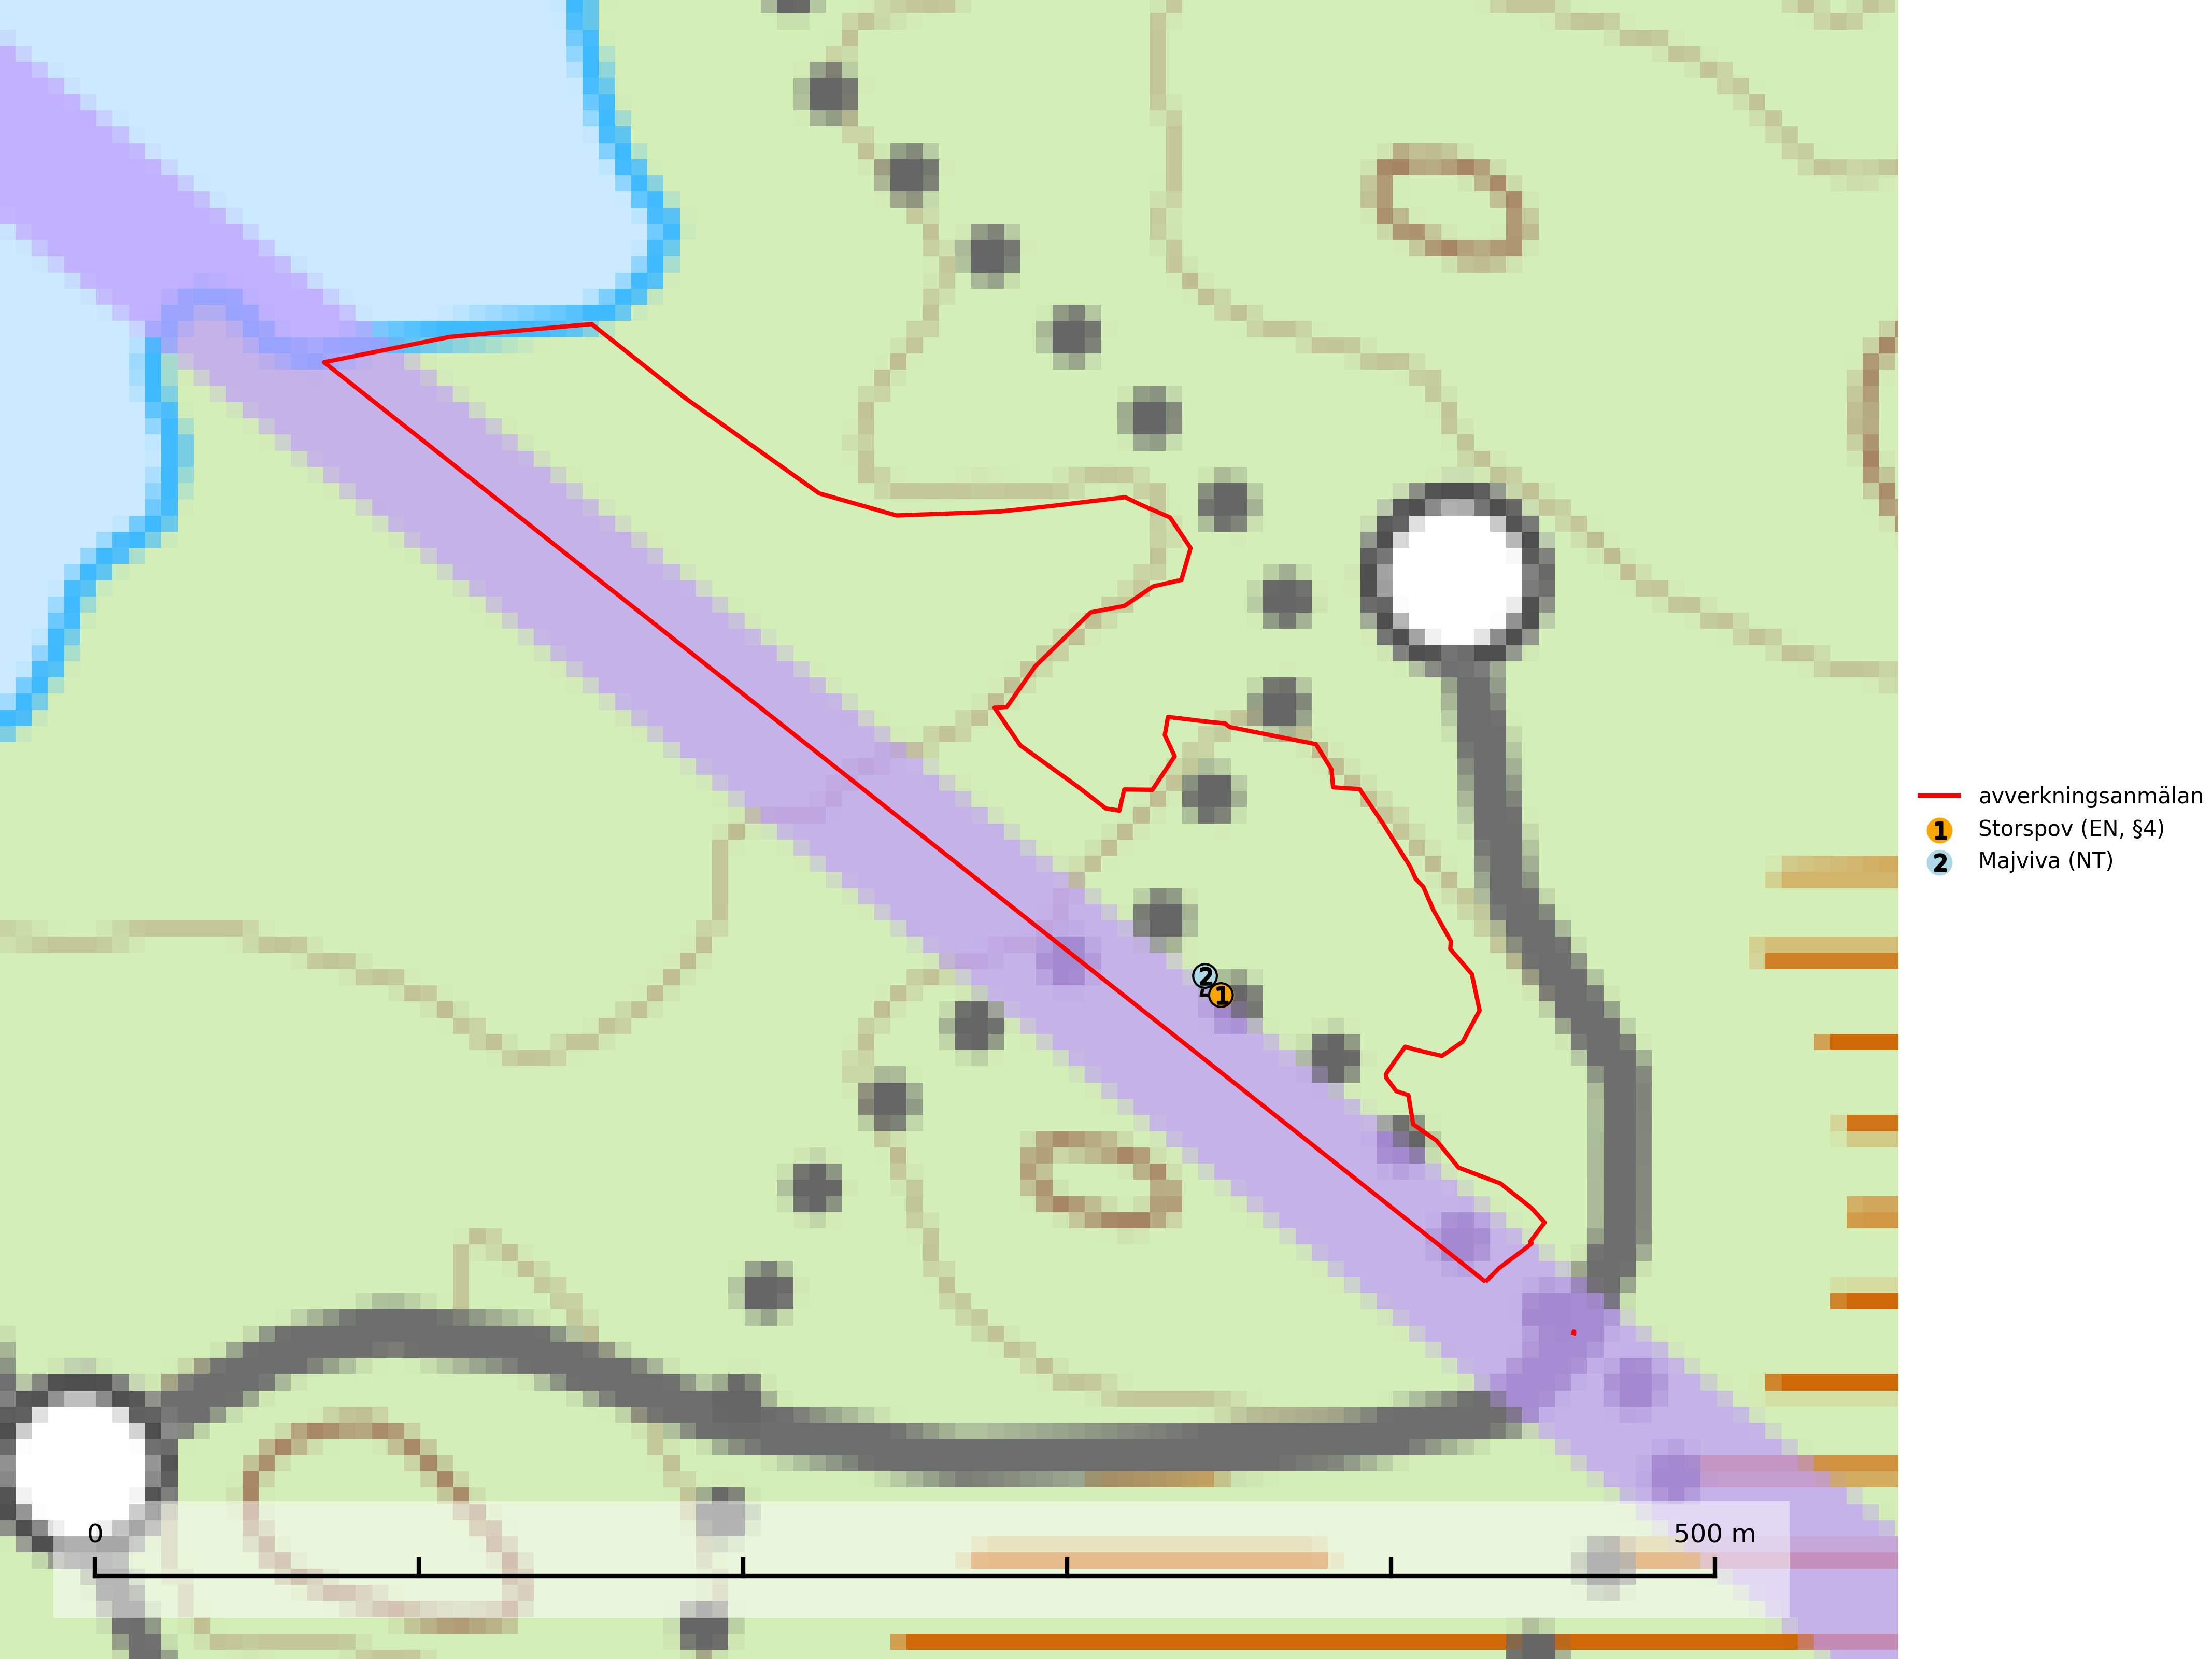 2
1
avverkningsanmälan
1 Storspov (EN, §4)
2 Majviva (NT)
0 500 m